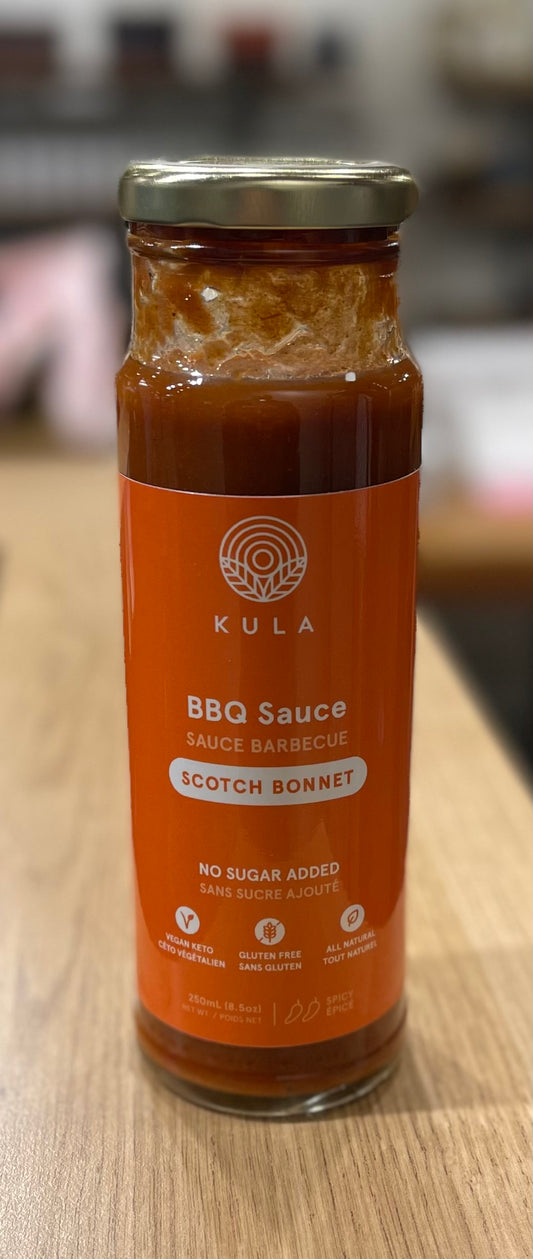 KULA
BBQ Sauce
SAUCE BARBECUE
SCOTCH BONNET
NO SUGAR ADDED
SANS SUCRE AJOUTÉ
VEGAN KETO
CÉTO VÉGÉTALIEN
GLUTEN FREE
SANS GLUTEN
ALL NATURAL
TOUT NATUREL
250mL (8.5oz)
NET WT. / POIDS NET
SPICY
ÉPICÉ